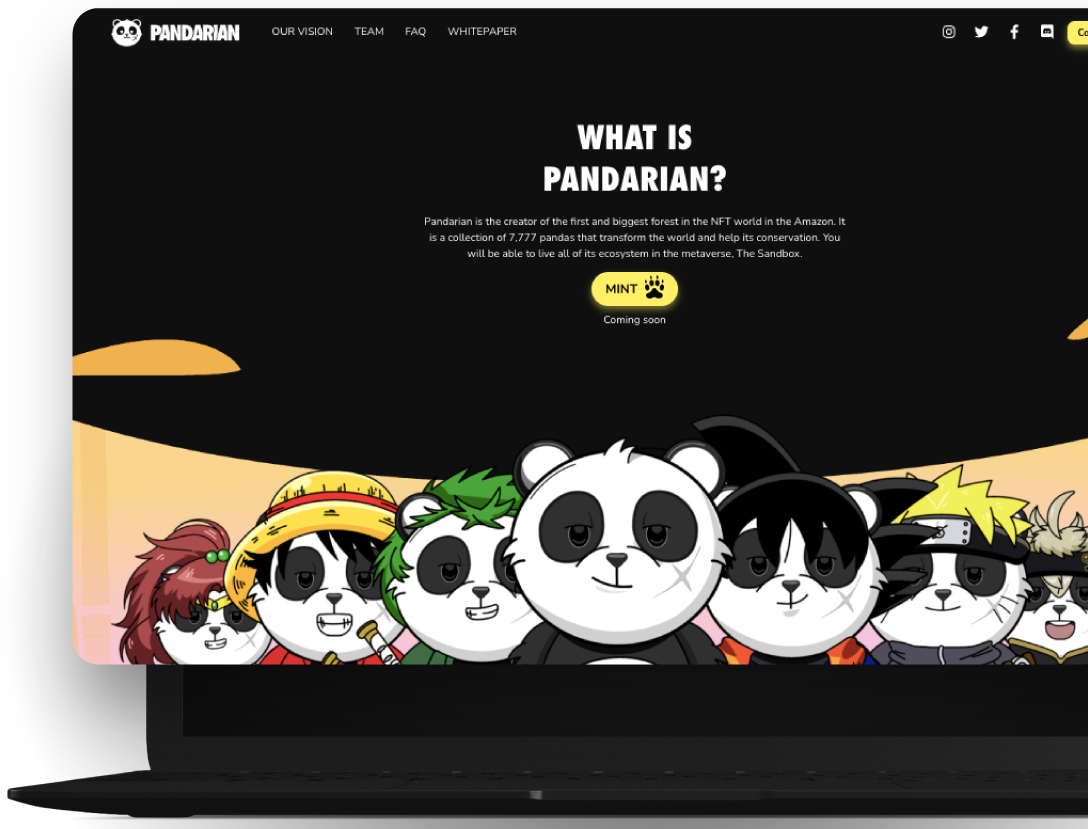 PANDARIAN
OUR VISION TEAM FAQ WHITEPAPER
Co
WHAT IS
PANDARIAN?
Pandarian is the creator of the first and biggest forest in the NFT world in the Amazon. It
is a collection of 7,777 pandas that transform the world and help its conservation. You
will be able to live all of its ecosystem in the metaverse, The Sandbox.
MINT
Coming soon